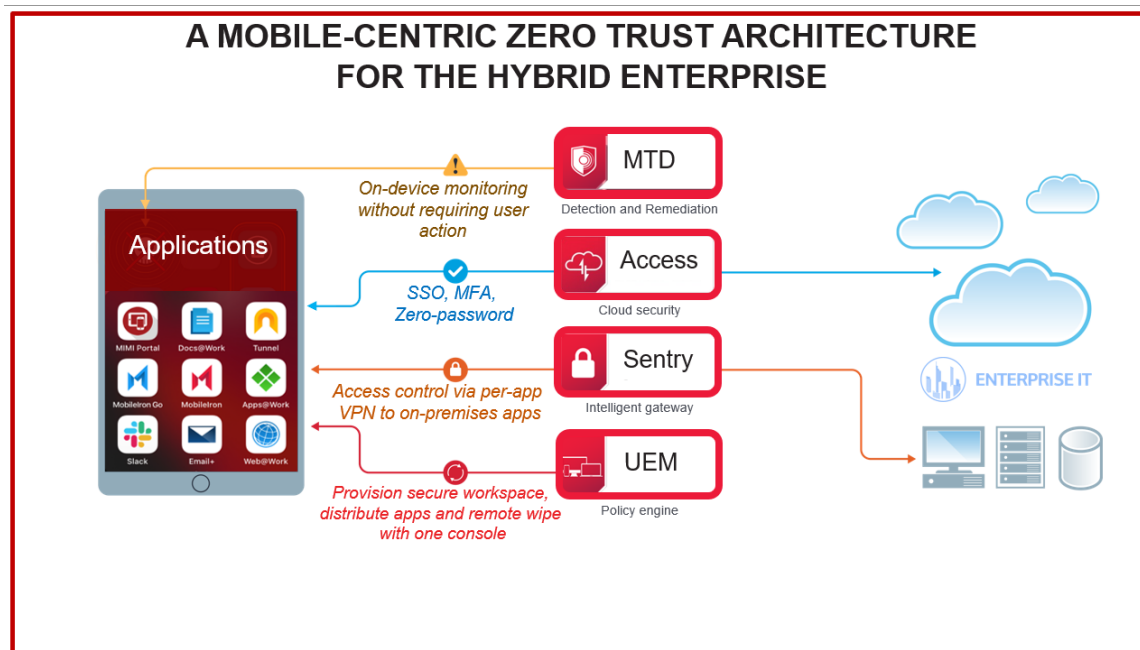 A MOBILE-CENTRIC ZERO TRUST ARCHITECTURE
FOR THE HYBRID ENTERPRISE
MTD
Detection and Remediation
On-device monitoring
without requiring user
action
Applications
Access
Cloud security
SSO, MFA,
Zero-password
MIMI Portal
Docs@Work
Tunnel
MobileIron Go
MobileIron
Apps@Work
Slack
Email+
Web@Work
Sentry
Intelligent gateway
Access control via per-app
VPN to on-premises apps
ENTERPRISE IT
UEM
Policy engine
Provision secure workspace,
distribute apps and remote wipe
with one console